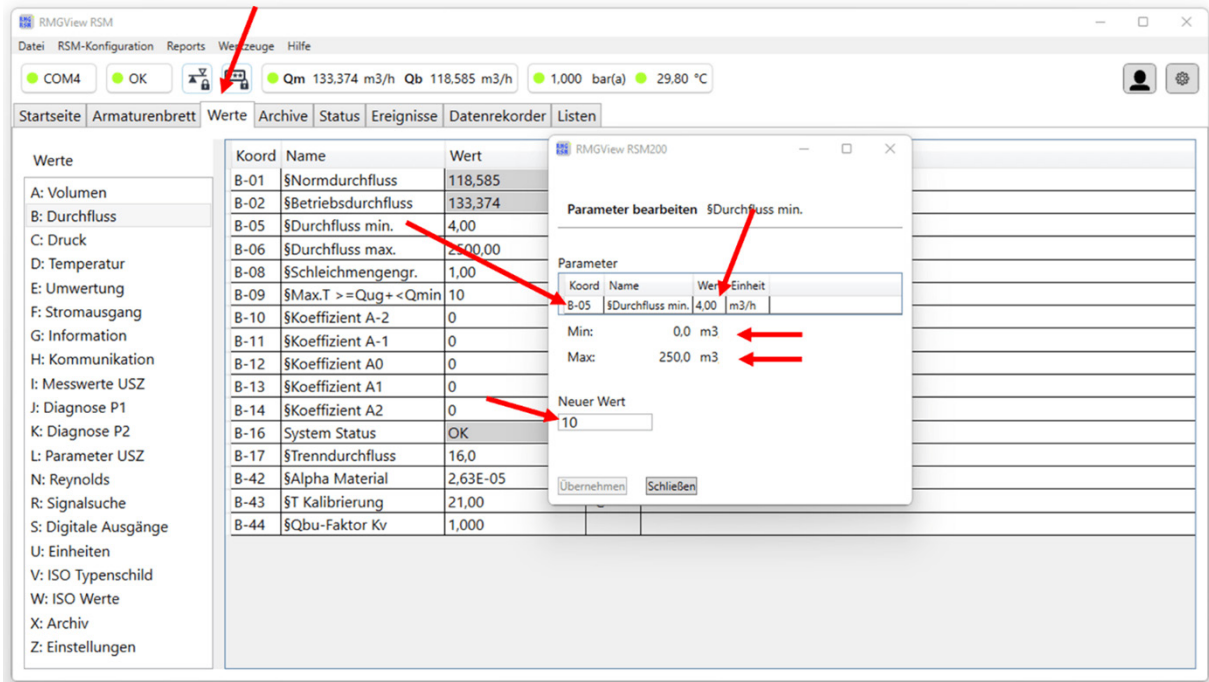 RMGView RSM
Datei RSM-Konfiguration Reports Werkzeuge Hilfe
COM4 OK Qm 133,374 m3/h Qb 118,585 m3/h 1,000 bar(a) 29,80 °C
Startseite Armaturenbrett Werte Archive Status Ereignisse Datenrekorder Listen
Werte
A: Volumen
B: Durchfluss
C: Druck
D: Temperatur
E: Umwertung
F: Stromausgang
G: Information
H: Kommunikation
I: Messwerte USZ
J: Diagnose P1
K: Diagnose P2
L: Parameter USZ
N: Reynolds
R: Signalsuche
S: Digitale Ausgänge
U: Einheiten
V: ISO Typenschild
W: ISO Werte
X: Archiv
Z: Einstellungen
Koord Name Wert
B-01 §Normdurchfluss 118,585
B-02 §Betriebsdurchfluss 133,374
B-05 §Durchfluss min. 4,00
B-06 §Durchfluss max. 2500,00
B-08 §Schleichmengengr. 1,00
B-09 §Max.T >=Qug+<Qmin 10
B-10 §Koeffizient A-2 0
B-11 §Koeffizient A-1 0
B-12 §Koeffizient A0 0
B-13 §Koeffizient A1 0
B-14 §Koeffizient A2 0
B-16 System Status OK
B-17 §Trenndurchfluss 16,0
B-42 §Alpha Material 2,63E-05
B-43 §T Kalibrierung 21,00
B-44 §Qbu-Faktor Kv 1,000
RMGView RSM200
Parameter bearbeiten §Durchfluss min.
Parameter
Koord Name Wert Einheit
B-05 §Durchfluss min. 4,00 m3/h
Min: 0,0 m3
Max: 250,0 m3
Neuer Wert
10
Übernehmen Schließen